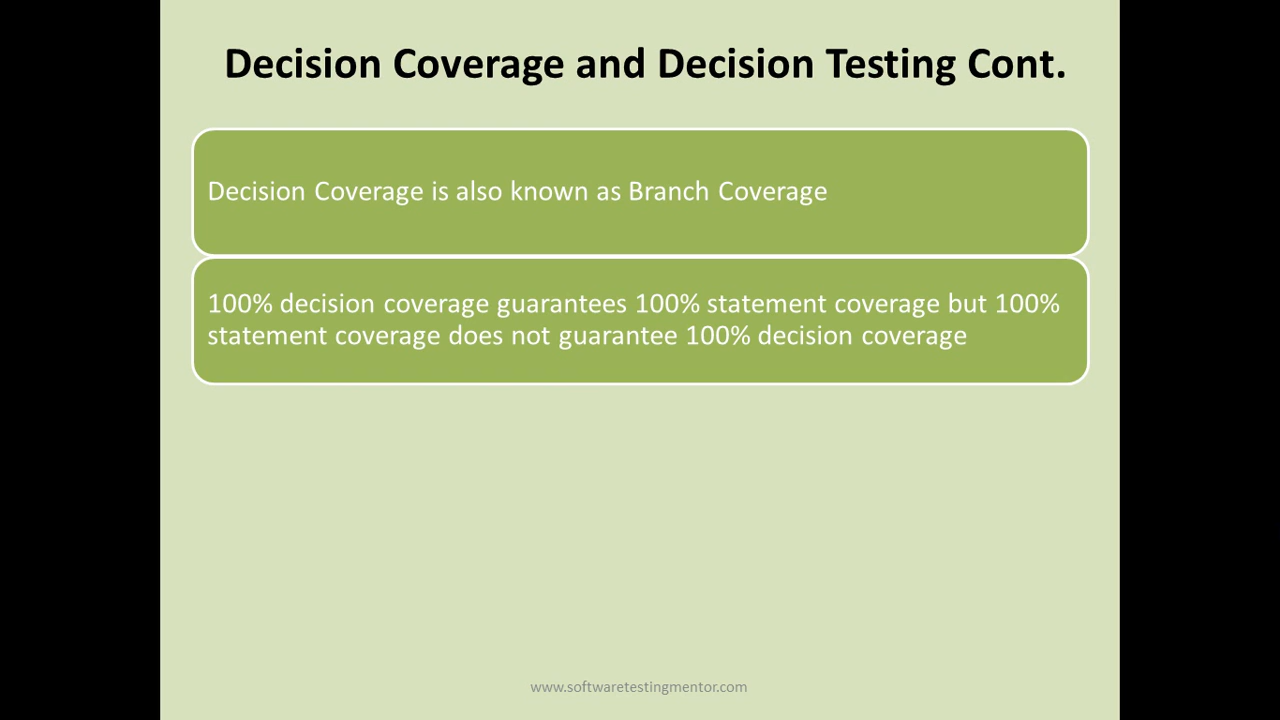 Decision Coverage and Decision Testing Cont.
Decision Coverage is also known as Branch Coverage
100% decision coverage guarantees 100% statement coverage but 100%
statement coverage does not guarantee 100% decision coverage
www.softwaretestingmentor.com